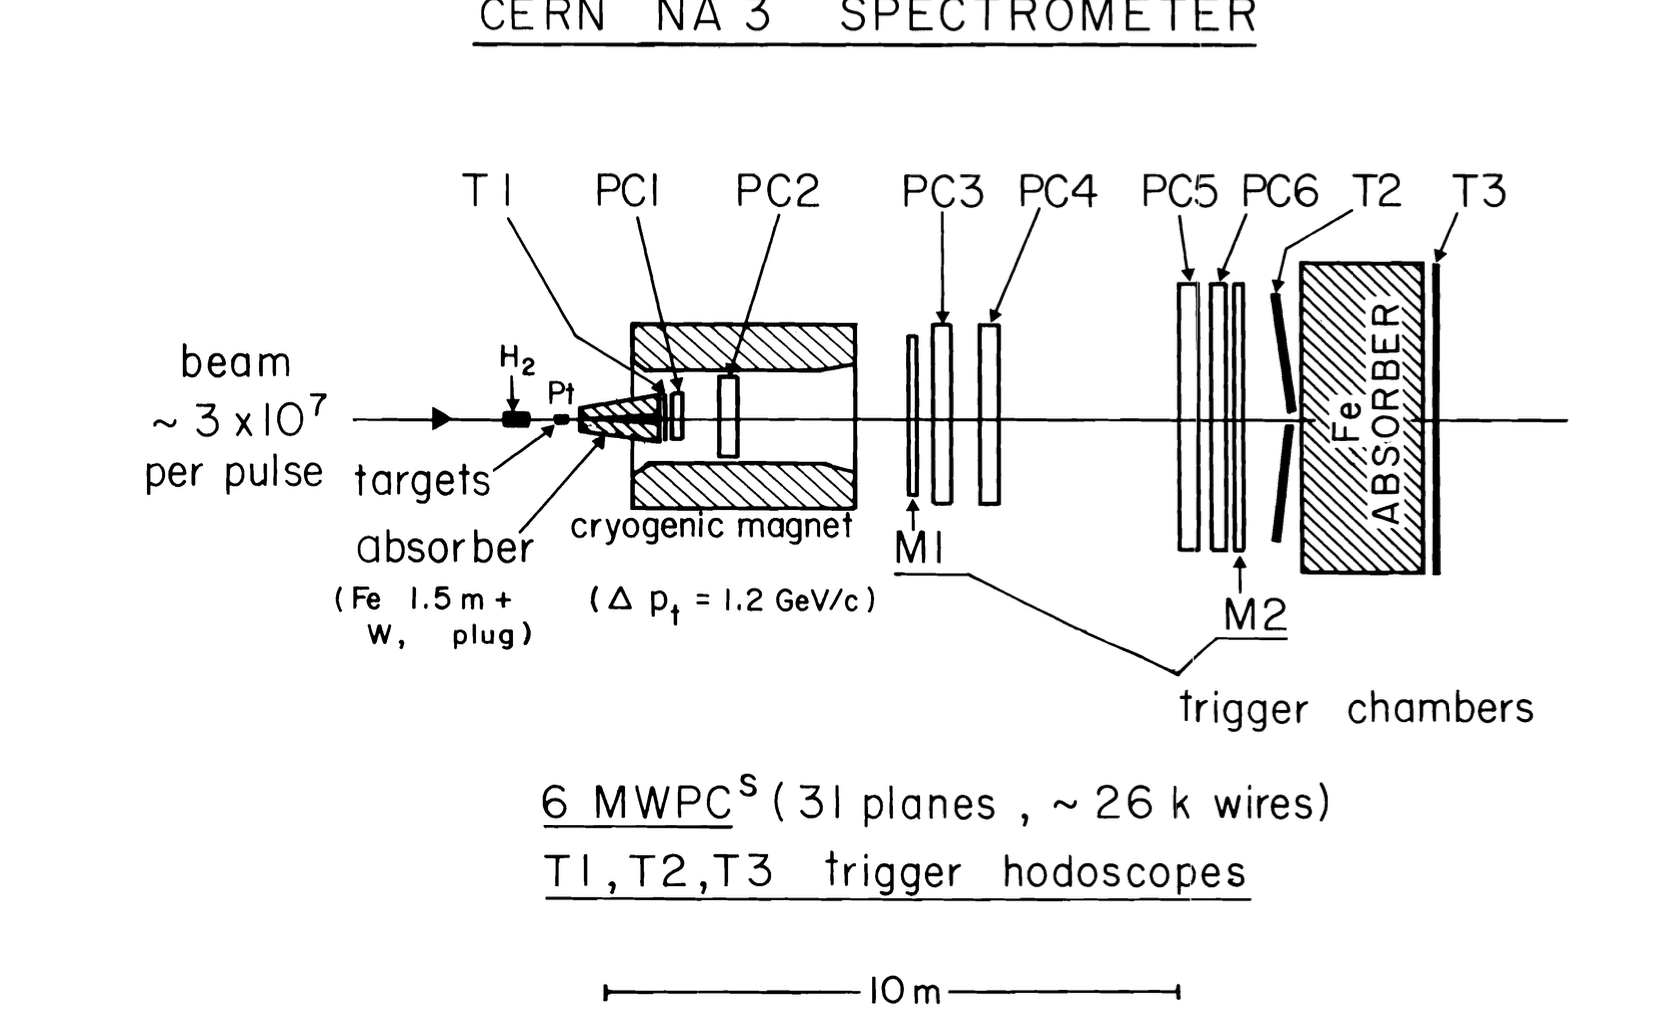 CERN NA 3 SPECTROMETER
T1 PC1 PC2 PC3 PC4 PC5 PC6 T2 T3
beam
~ 3 x 10⁷
per pulse
H₂
Pt
targets
absorber
(Fe 1.5 m +
W, plug)
cryogenic magnet
(Δ p_t = 1.2 GeV/c)
M1
M2
trigger chambers
Fe
ABSORBER
6 MWPCˢ (31 planes , ~ 26 k wires)
T1,T2,T3 trigger hodoscopes
10 m